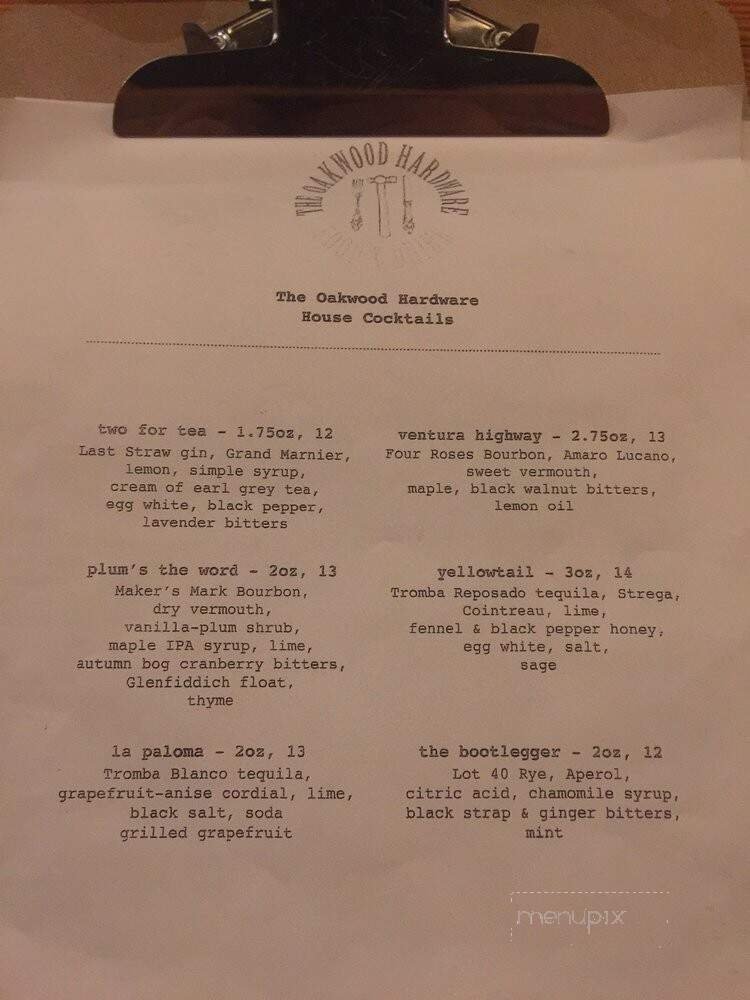 THE OAKWOOD HARDWARE
The Oakwood Hardware
House Cocktails
two for tea - 1.75oz, 12
Last Straw gin, Grand Marnier,
lemon, simple syrup,
cream of earl grey tea,
egg white, black pepper,
lavender bitters
plum's the word - 2oz, 13
Maker's Mark Bourbon,
dry vermouth,
vanilla-plum shrub,
maple IPA syrup, lime,
autumn bog cranberry bitters,
Glenfiddich float,
thyme
la paloma - 2oz, 13
Tromba Blanco tequila,
grapefruit-anise cordial, lime,
black salt, soda
grilled grapefruit
ventura highway - 2.75oz, 13
Four Roses Bourbon, Amaro Lucano,
sweet vermouth,
maple, black walnut bitters,
lemon oil
yellowtail - 3oz, 14
Tromba Reposado tequila, Strega,
Cointreau, lime,
fennel & black pepper honey,
egg white, salt,
sage
the bootlegger - 2oz, 12
Lot 40 Rye, Aperol,
citric acid, chamomile syrup,
black strap & ginger bitters,
mint
menupix